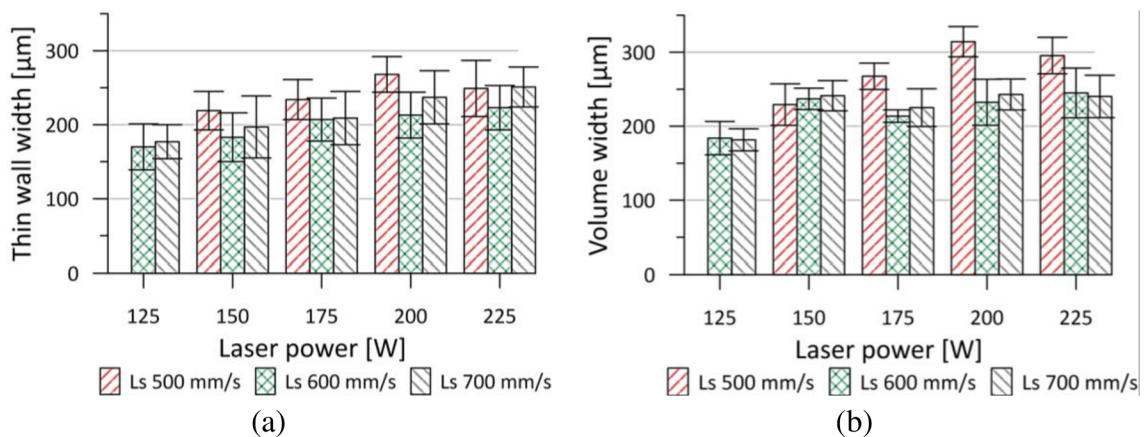 Thin wall width [µm]
300
200
100
0
125 150 175 200 225
Laser power [W]
Ls 500 mm/s Ls 600 mm/s Ls 700 mm/s
(a)
Volume width [µm]
300
200
100
0
125 150 175 200 225
Laser power [W]
Ls 500 mm/s Ls 600 mm/s Ls 700 mm/s
(b)